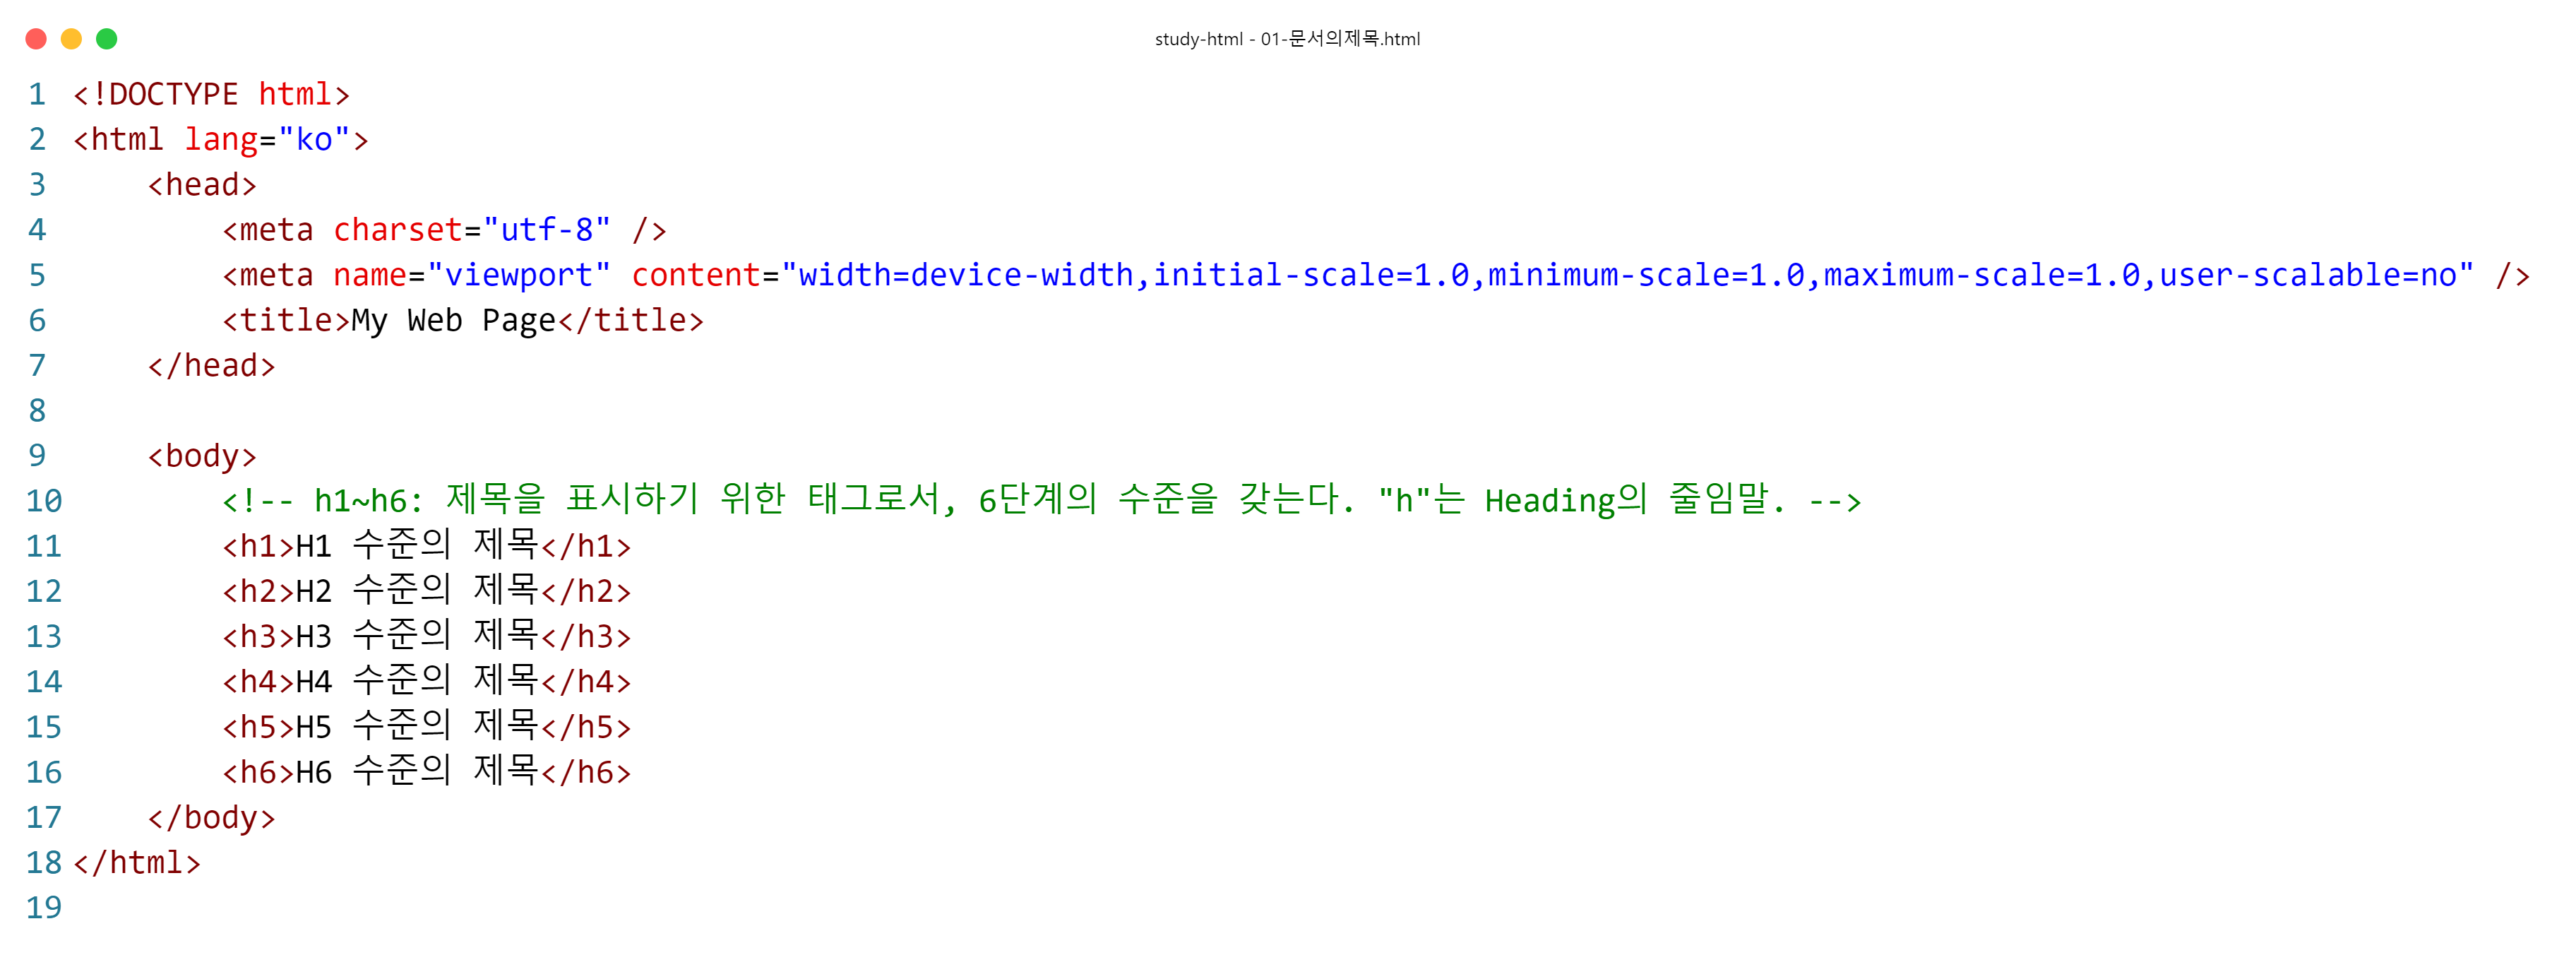 study-html - 01-문서의제목.html
1 <!DOCTYPE html>
2 <html lang="ko">
3     <head>
4         <meta charset="utf-8" />
5         <meta name="viewport" content="width=device-width,initial-scale=1.0,minimum-scale=1.0,maximum-scale=1.0,user-scalable=no" />
6         <title>My Web Page</title>
7     </head>
8
9     <body>
10         <!-- h1~h6: 제목을 표시하기 위한 태그로서, 6단계의 수준을 갖는다. "h"는 Heading의 줄임말. -->
11         <h1>H1 수준의 제목</h1>
12         <h2>H2 수준의 제목</h2>
13         <h3>H3 수준의 제목</h3>
14         <h4>H4 수준의 제목</h4>
15         <h5>H5 수준의 제목</h5>
16         <h6>H6 수준의 제목</h6>
17     </body>
18 </html>
19